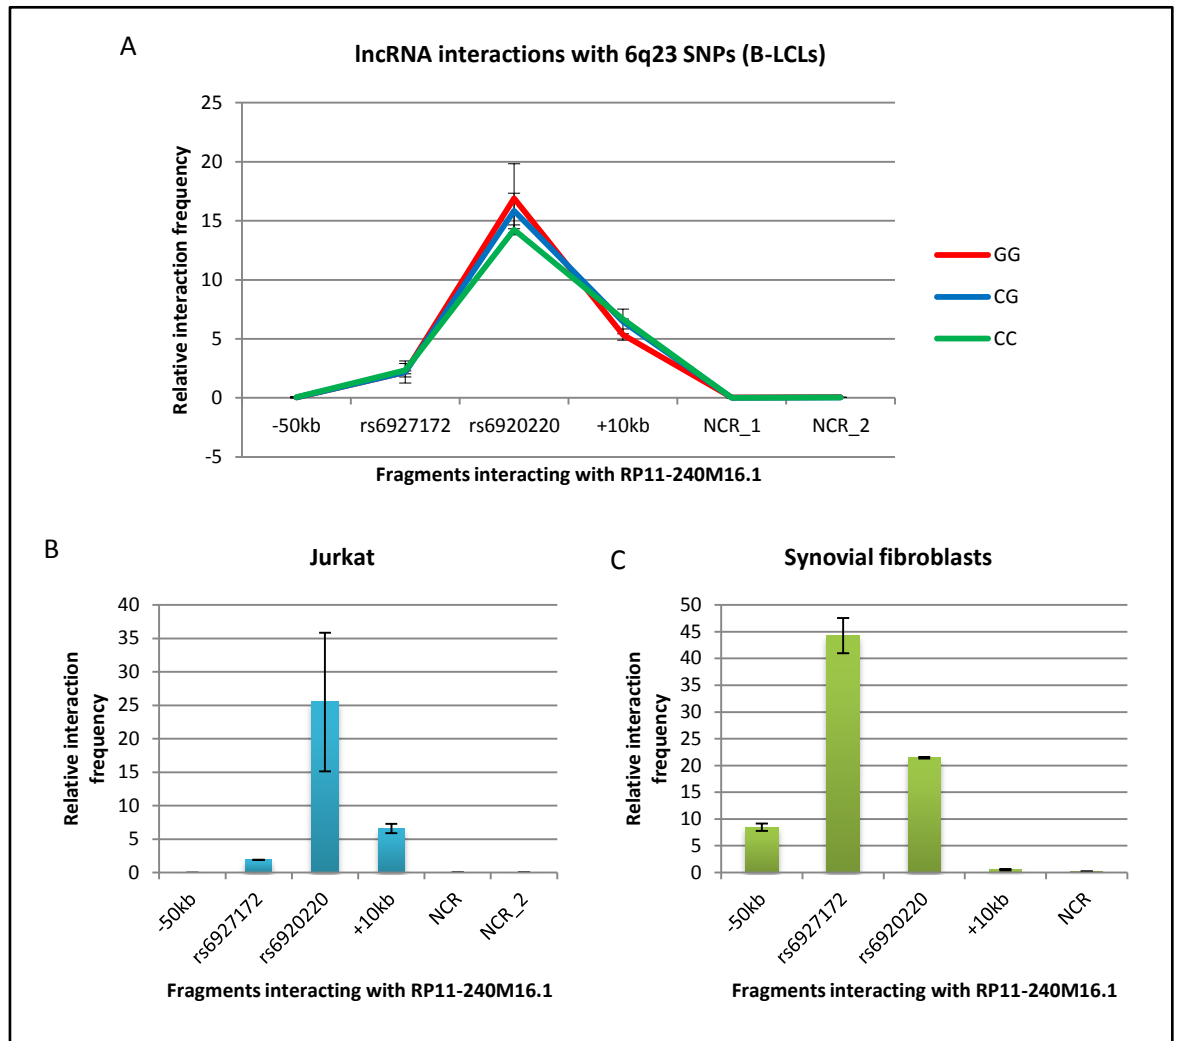 A
lncRNA interactions with 6q23 SNPs (B-LCLs)
Relative interaction frequency
25
20
15
10
5
0
-5
-50kb
rs6927172
rs6920220
+10kb
NCR_1
NCR_2
Fragments interacting with RP11-240M16.1
GG
CG
CC
B
Jurkat
Relative interaction
frequency
40
35
30
25
20
15
10
5
0
-50kb
rs6927172
rs6920220
+10kb
NCR
NCR_2
Fragments interacting with RP11-240M16.1
C
Synovial fibroblasts
Relative interaction
frequency
50
45
40
35
30
25
20
15
10
5
0
-50kb
rs6927172
rs6920220
+10kb
NCR
Fragments interacting with RP11-240M16.1